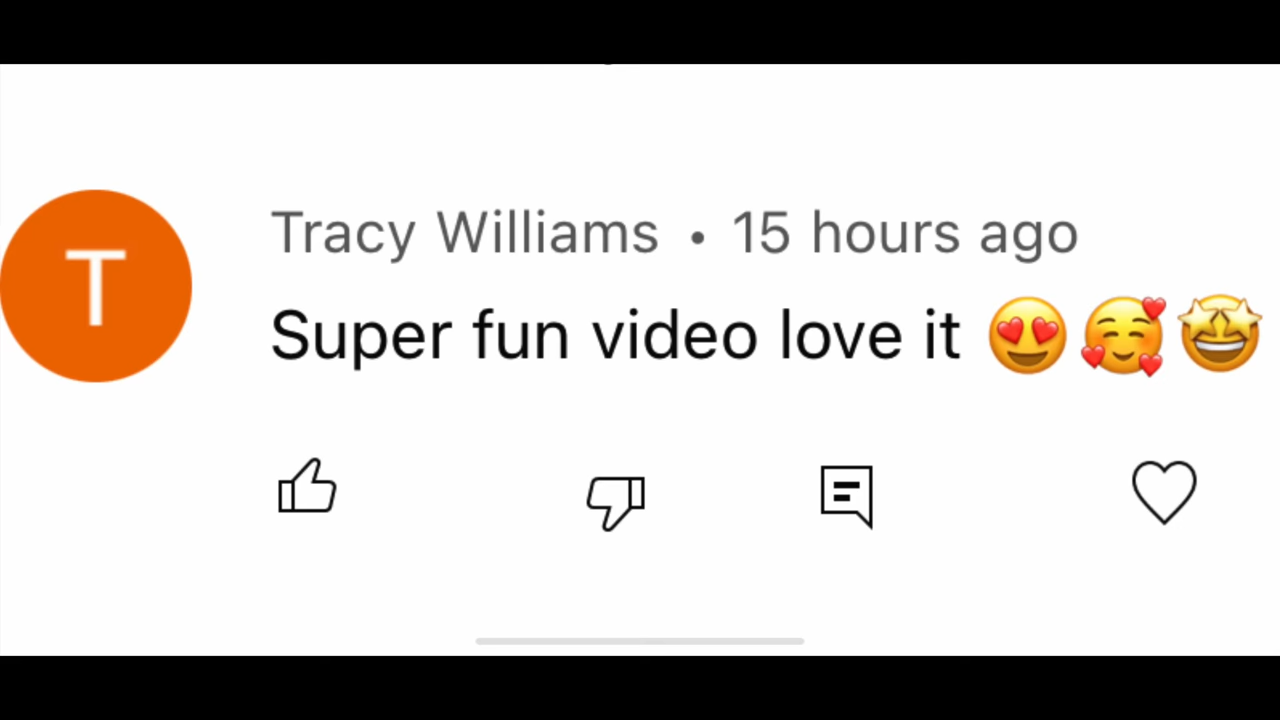 T
Tracy Williams • 15 hours ago
Super fun video love it 😍🥰🤩